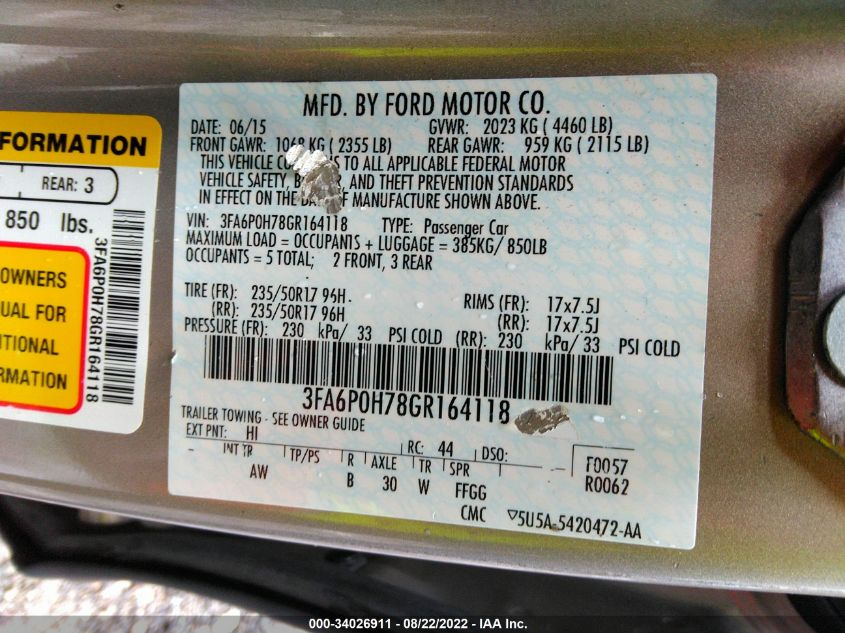 FORMATION
REAR: 3
850 lbs.
OWNERS
UAL FOR
ITIONAL
RMATION
3FA6P0H78GR164118
MFD. BY FORD MOTOR CO.
DATE: 06/15 GVWR: 2023 KG ( 4460 LB)
FRONT GAWR: 1068 KG ( 2355 LB) REAR GAWR: 959 KG ( 2115 LB)
THIS VEHICLE TO ALL APPLICABLE FEDERAL MOTOR
VEHICLE SAFETY, AND THEFT PREVENTION STANDARDS
IN EFFECT ON THE OF MANUFACTURE SHOWN ABOVE.
VIN: 3FA6P0H78GR164118 TYPE: Passenger Car
MAXIMUM LOAD = OCCUPANTS + LUGGAGE = 385KG/ 850LB
OCCUPANTS = 5 TOTAL; 2 FRONT, 3 REAR
TIRE (FR): 235/50R17 96H. RIMS (FR): 17x7.5J
(RR): 235/50R17 96H (RR): 17x7.5J
PRESSURE (FR): 230 kPa/ 33 PSI COLD (RR): 230 kPa/ 33 PSI COLD
3FA6P0H78GR164118
TRAILER TOWING - SEE OWNER GUIDE
EXT PNT: HI RC: 44 DSO: F0057
INT TR TP/PS R AXLE TR SPR R0062
AW B 30 W FFGG
CMC ▽5U5A-5420472-AA
000-34026911 - 08/22/2022 - IAA Inc.